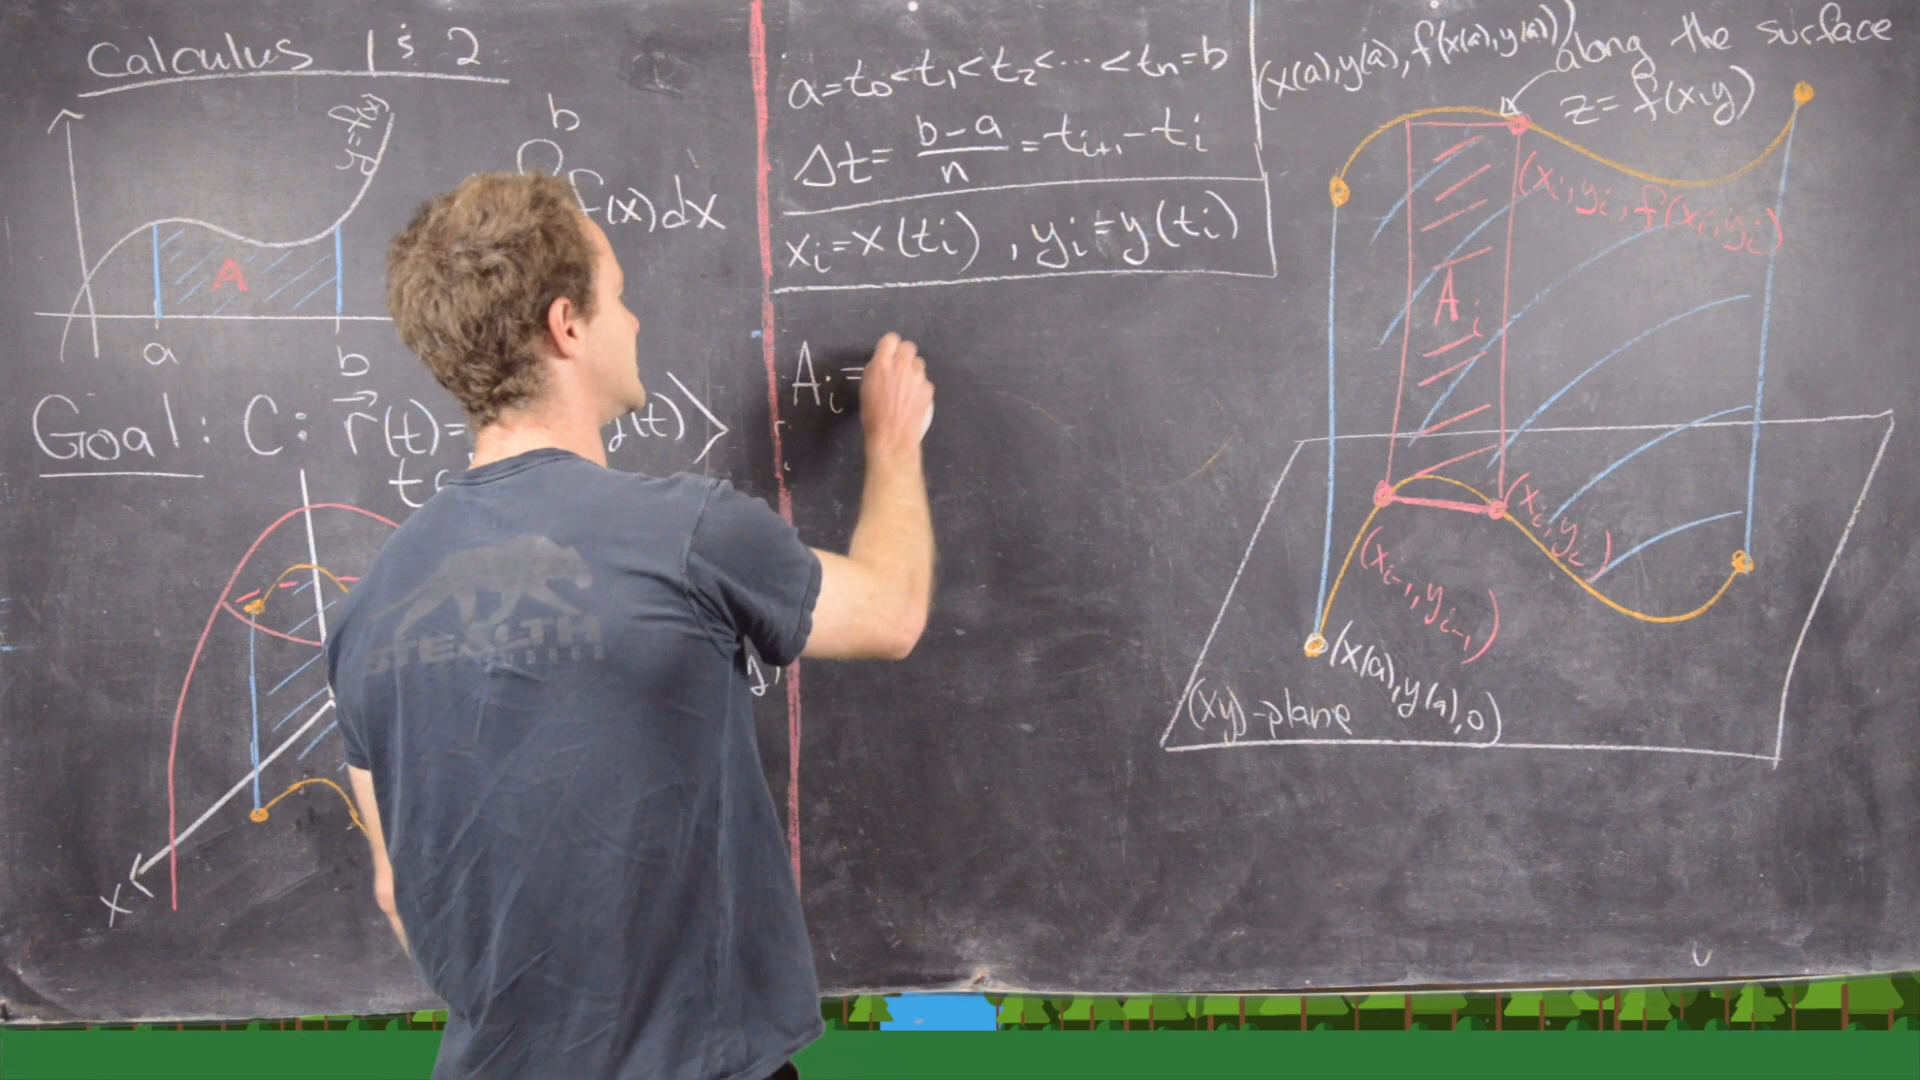 Calculus 1 & 2
y=f(x)
A
a
b
b
f(x)dx
Goal: C: r⃗(t)=
y(t)⟩
x
STEALTH
a=t₀<t₁<t₂<⋯<tₙ=b
Δt= (b-a)/n =tᵢ₊₁-tᵢ
xᵢ=x(tᵢ), yᵢ=y(tᵢ)
Aᵢ=
(x(a),y(a),f(x(a),y(a)))
along the surface
z=f(x,y)
(xᵢ,yᵢ,f(xᵢ,yᵢ))
Aᵢ
(xᵢ,yᵢ)
(xᵢ₋₁,yᵢ₋₁)
(x(a),y(a),0)
(xy)-plane